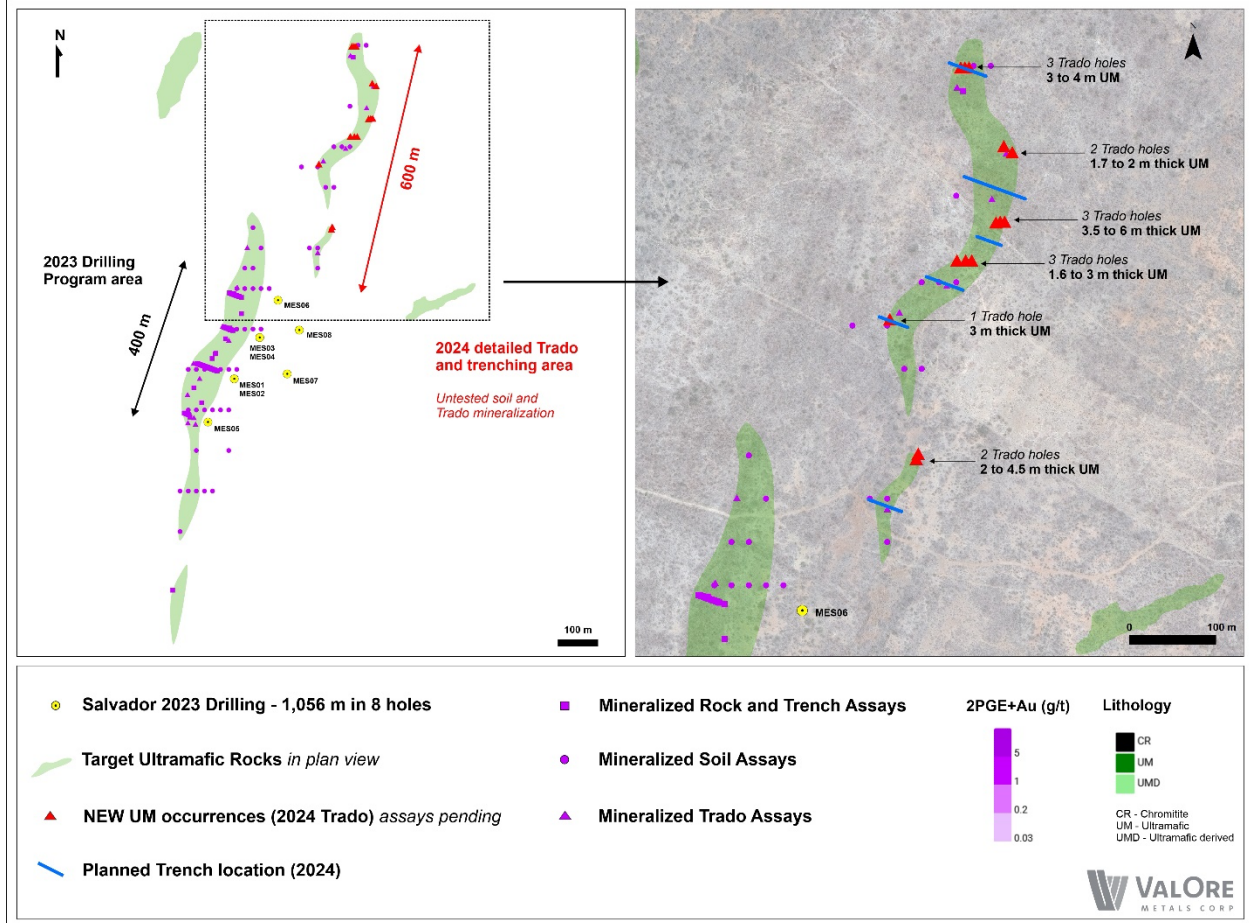 N
2023 Drilling
Program area
400 m
600 m
MES06
MES08
MES03
MES04
MES07
MES01
MES02
MES05
2024 detailed Trado
and trenching area
Untested soil and
Trado mineralization
100 m
N
3 Trado holes
3 to 4 m UM
2 Trado holes
1.7 to 2 m thick UM
3 Trado holes
3.5 to 6 m thick UM
3 Trado holes
1.6 to 3 m thick UM
1 Trado hole
3 m thick UM
2 Trado holes
2 to 4.5 m thick UM
MES06
0 100 m
Salvador 2023 Drilling - 1,056 m in 8 holes
Target Ultramafic Rocks in plan view
NEW UM occurrences (2024 Trado) assays pending
Planned Trench location (2024)
Mineralized Rock and Trench Assays
Mineralized Soil Assays
Mineralized Trado Assays
2PGE+Au (g/t)
5
1
0.2
0.03
Lithology
CR
UM
UMD
CR - Chromitite
UM - Ultramafic
UMD - Ultramafic derived
VALORE
METALS CORP